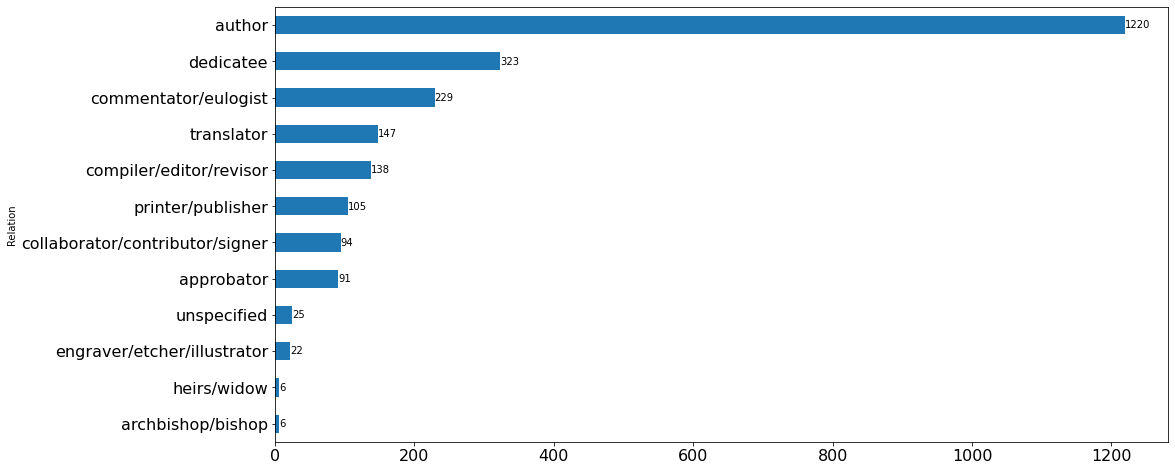 author 1220
dedicatee 323
commentator/eulogist 229
translator 147
compiler/editor/revisor 138
printer/publisher 105
collaborator/contributor/signer 94
approbator 91
unspecified 25
engraver/etcher/illustrator 22
heirs/widow 6
archbishop/bishop 6
Relation
0 200 400 600 800 1000 1200